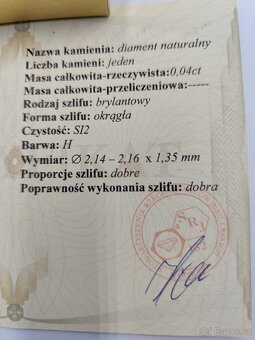 Nazwa kamienia: diament naturalny
Liczba kamieni: jeden
Masa całkowita-rzeczywista:0,04ct
Masa całkowita-przeliczeniowa:-----
Rodzaj szlifu: brylantowy
Forma szlifu: okrągła
Czystość: SI2
Barwa: H
Wymiar: Ø 2,14 – 2,16 x 1,35 mm
Proporcje szlifu: dobre
Poprawność wykonania szlifu: dobra